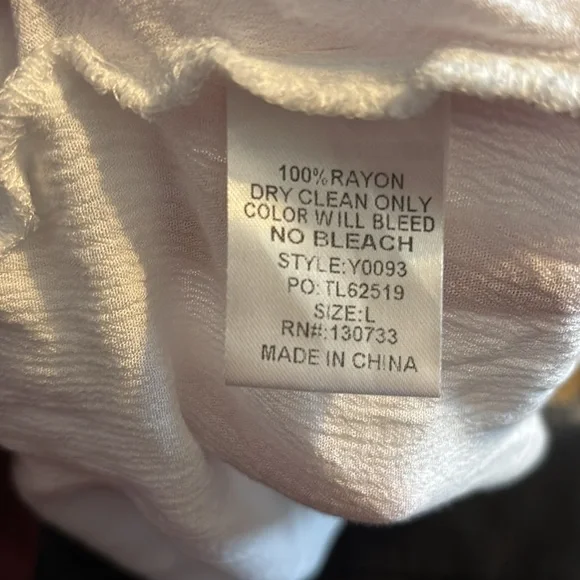 100% RAYON
DRY CLEAN ONLY
COLOR WILL BLEED
NO BLEACH
STYLE:Y0093
PO:TL62519
SIZE:L
RN#:130733
MADE IN CHINA